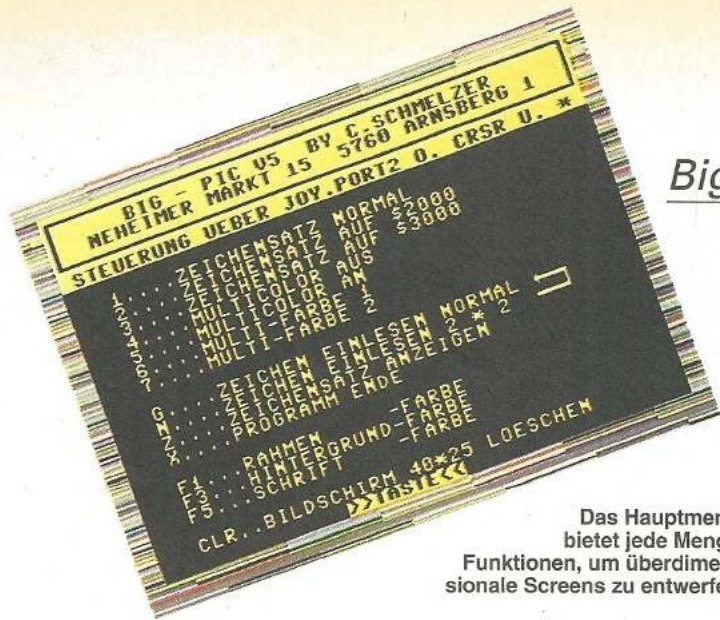 BIG - PIC V5 BY C.SCHMELZER
NEHEIMER MARKT 15 5760 ARNSBERG 1
STEUERUNG UEBER JOY.PORT2 O. CRSR U. *
1....ZEICHENSATZ NORMAL
2....ZEICHENSATZ AUF $2000
3....ZEICHENSATZ AUF $3000
4....MULTICOLOR AUS
5....MULTICOLOR AN
6....MULTI-FARBE 1
7....MULTI-FARBE 2
G....ZEICHEN EINLESEN NORMAL
N....ZEICHEN EINLESEN 2 * 2
Z....ZEICHENSATZ ANZEIGEN
X....PROGRAMM ENDE
F1...RAHMEN -FARBE
F3...HINTERGRUND-FARBE
F5...SCHRIFT -FARBE
CLR..BILDSCHIRM 40*25 LOESCHEN
>>TASTE<<
Big
Das Hauptmen
bietet jede Meng
Funktionen, um überdimen
sionale Screens zu entwerfe